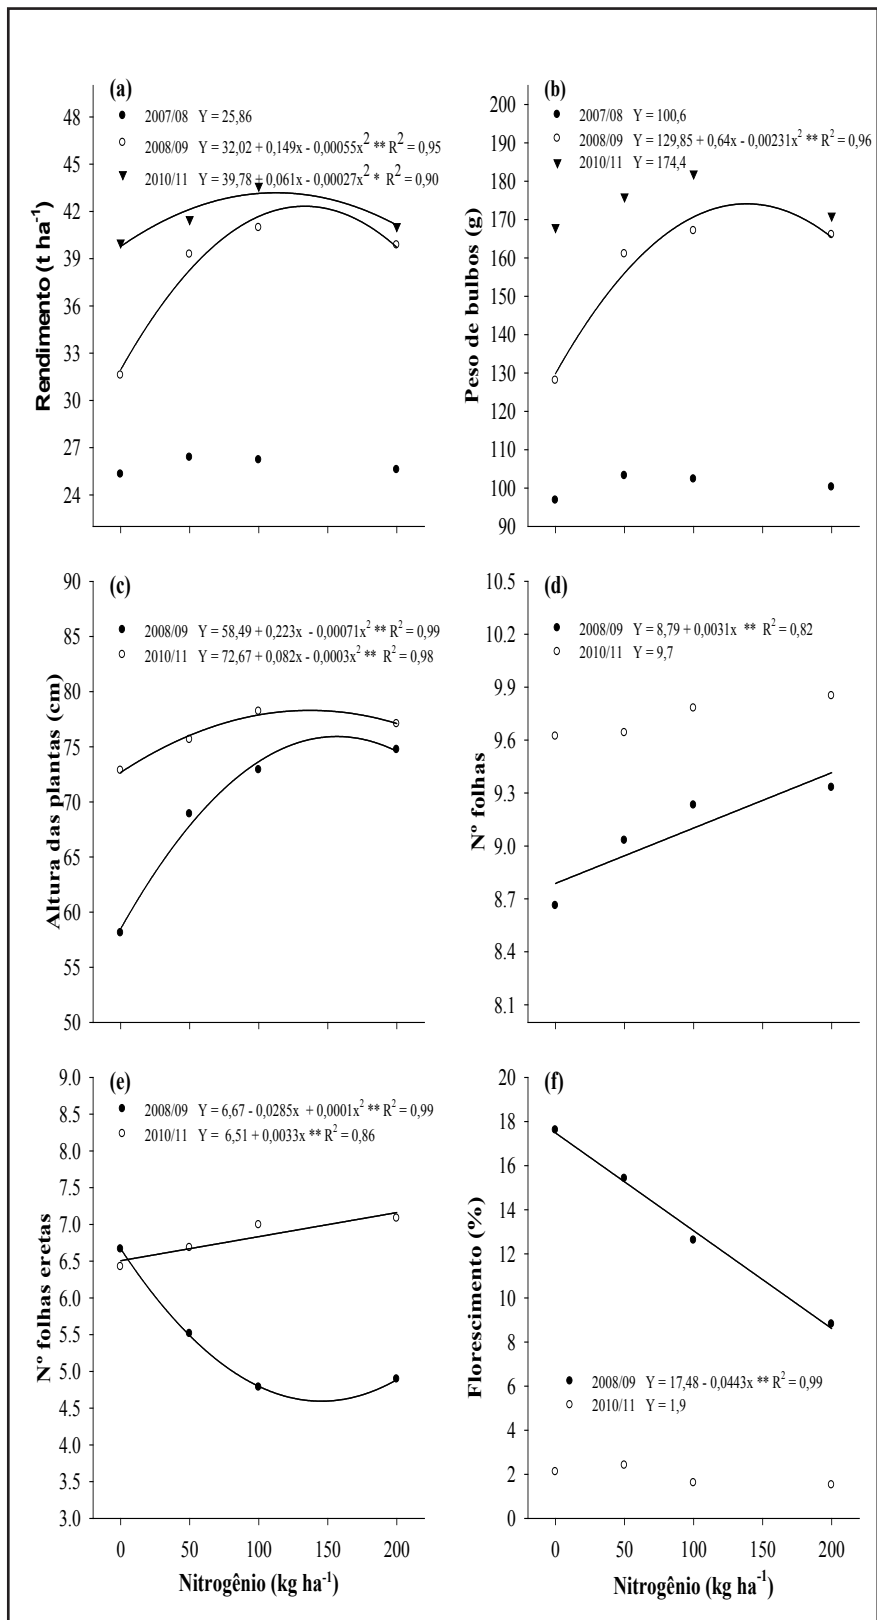 (a)
2007/08 Y = 25,86
2008/09 Y = 32,02 + 0,149x - 0,00055x² ** R² = 0,95
2010/11 Y = 39,78 + 0,061x - 0,00027x² * R² = 0,90
48
45
42
39
36
33
30
27
24
Rendimento (t ha⁻¹)
(b)
2007/08 Y = 100,6
2008/09 Y = 129,85 + 0,64x - 0,00231x² ** R² = 0,96
2010/11 Y = 174,4
200
190
180
170
160
150
140
130
120
110
100
90
Peso de bulbos (g)
(c)
2008/09 Y = 58,49 + 0,223x - 0,00071x² ** R² = 0,99
2010/11 Y = 72,67 + 0,082x - 0,0003x² ** R² = 0,98
90
85
80
75
70
65
60
55
50
Altura das plantas (cm)
(d)
2008/09 Y = 8,79 + 0,0031x ** R² = 0,82
2010/11 Y = 9,7
10.5
10.2
9.9
9.6
9.3
9.0
8.7
8.4
8.1
Nº folhas
(e)
2008/09 Y = 6,67 - 0,0285x + 0,0001x² ** R² = 0,99
2010/11 Y = 6,51 + 0,0033x ** R² = 0,86
9.0
8.5
8.0
7.5
7.0
6.5
6.0
5.5
5.0
4.5
4.0
3.5
3.0
Nº folhas eretas
0 50 100 150 200
Nitrogênio (kg ha⁻¹)
(f)
20
18
16
14
12
10
8
6
4
2
0
Florescimento (%)
2008/09 Y = 17,48 - 0,0443x ** R² = 0,99
2010/11 Y = 1,9
0 50 100 150 200
Nitrogênio (kg ha⁻¹)